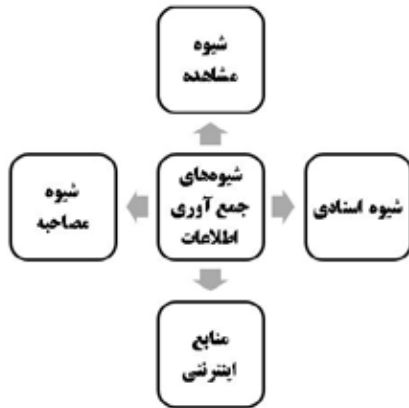 شیوه
مشاهده
شیوه‌های
جمع آوری
اطلاعات
شیوه اسنادی
شیوه
مصاحبه
منابع
اینترنتی